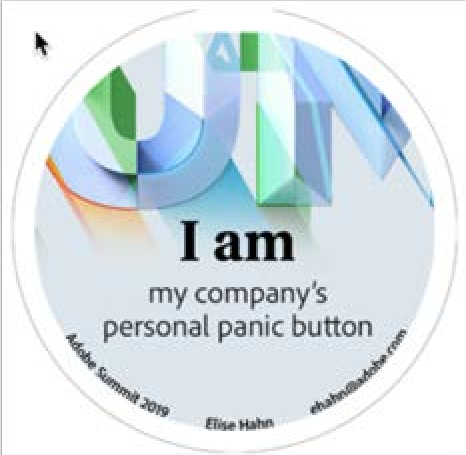 I am
my company's
personal panic button
Adobe Summit 2019
Elise Hahn
ehahn@adobe.com